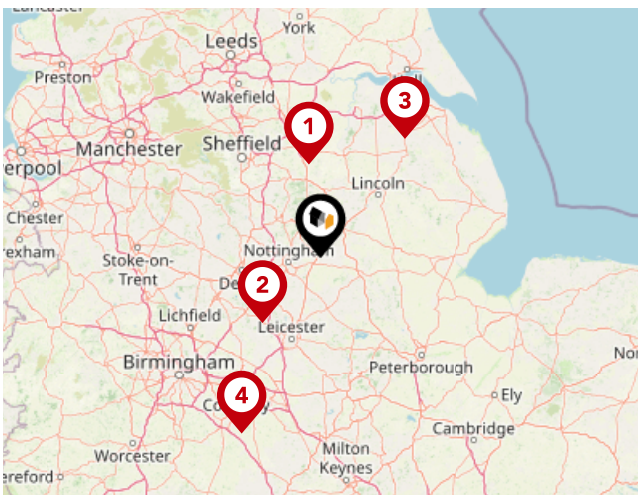 Lancaster
York
Leeds
Preston
Wakefield
3
1
Manchester
Sheffield
erpool
Lincoln
Chester
rexham
Nottingham
Stoke-on-
Trent
De
2
Lichfield
Leicester
Birmingham
Peterborough
No
4
Ely
Cambridge
Worcester
Milton
Keynes
ereford